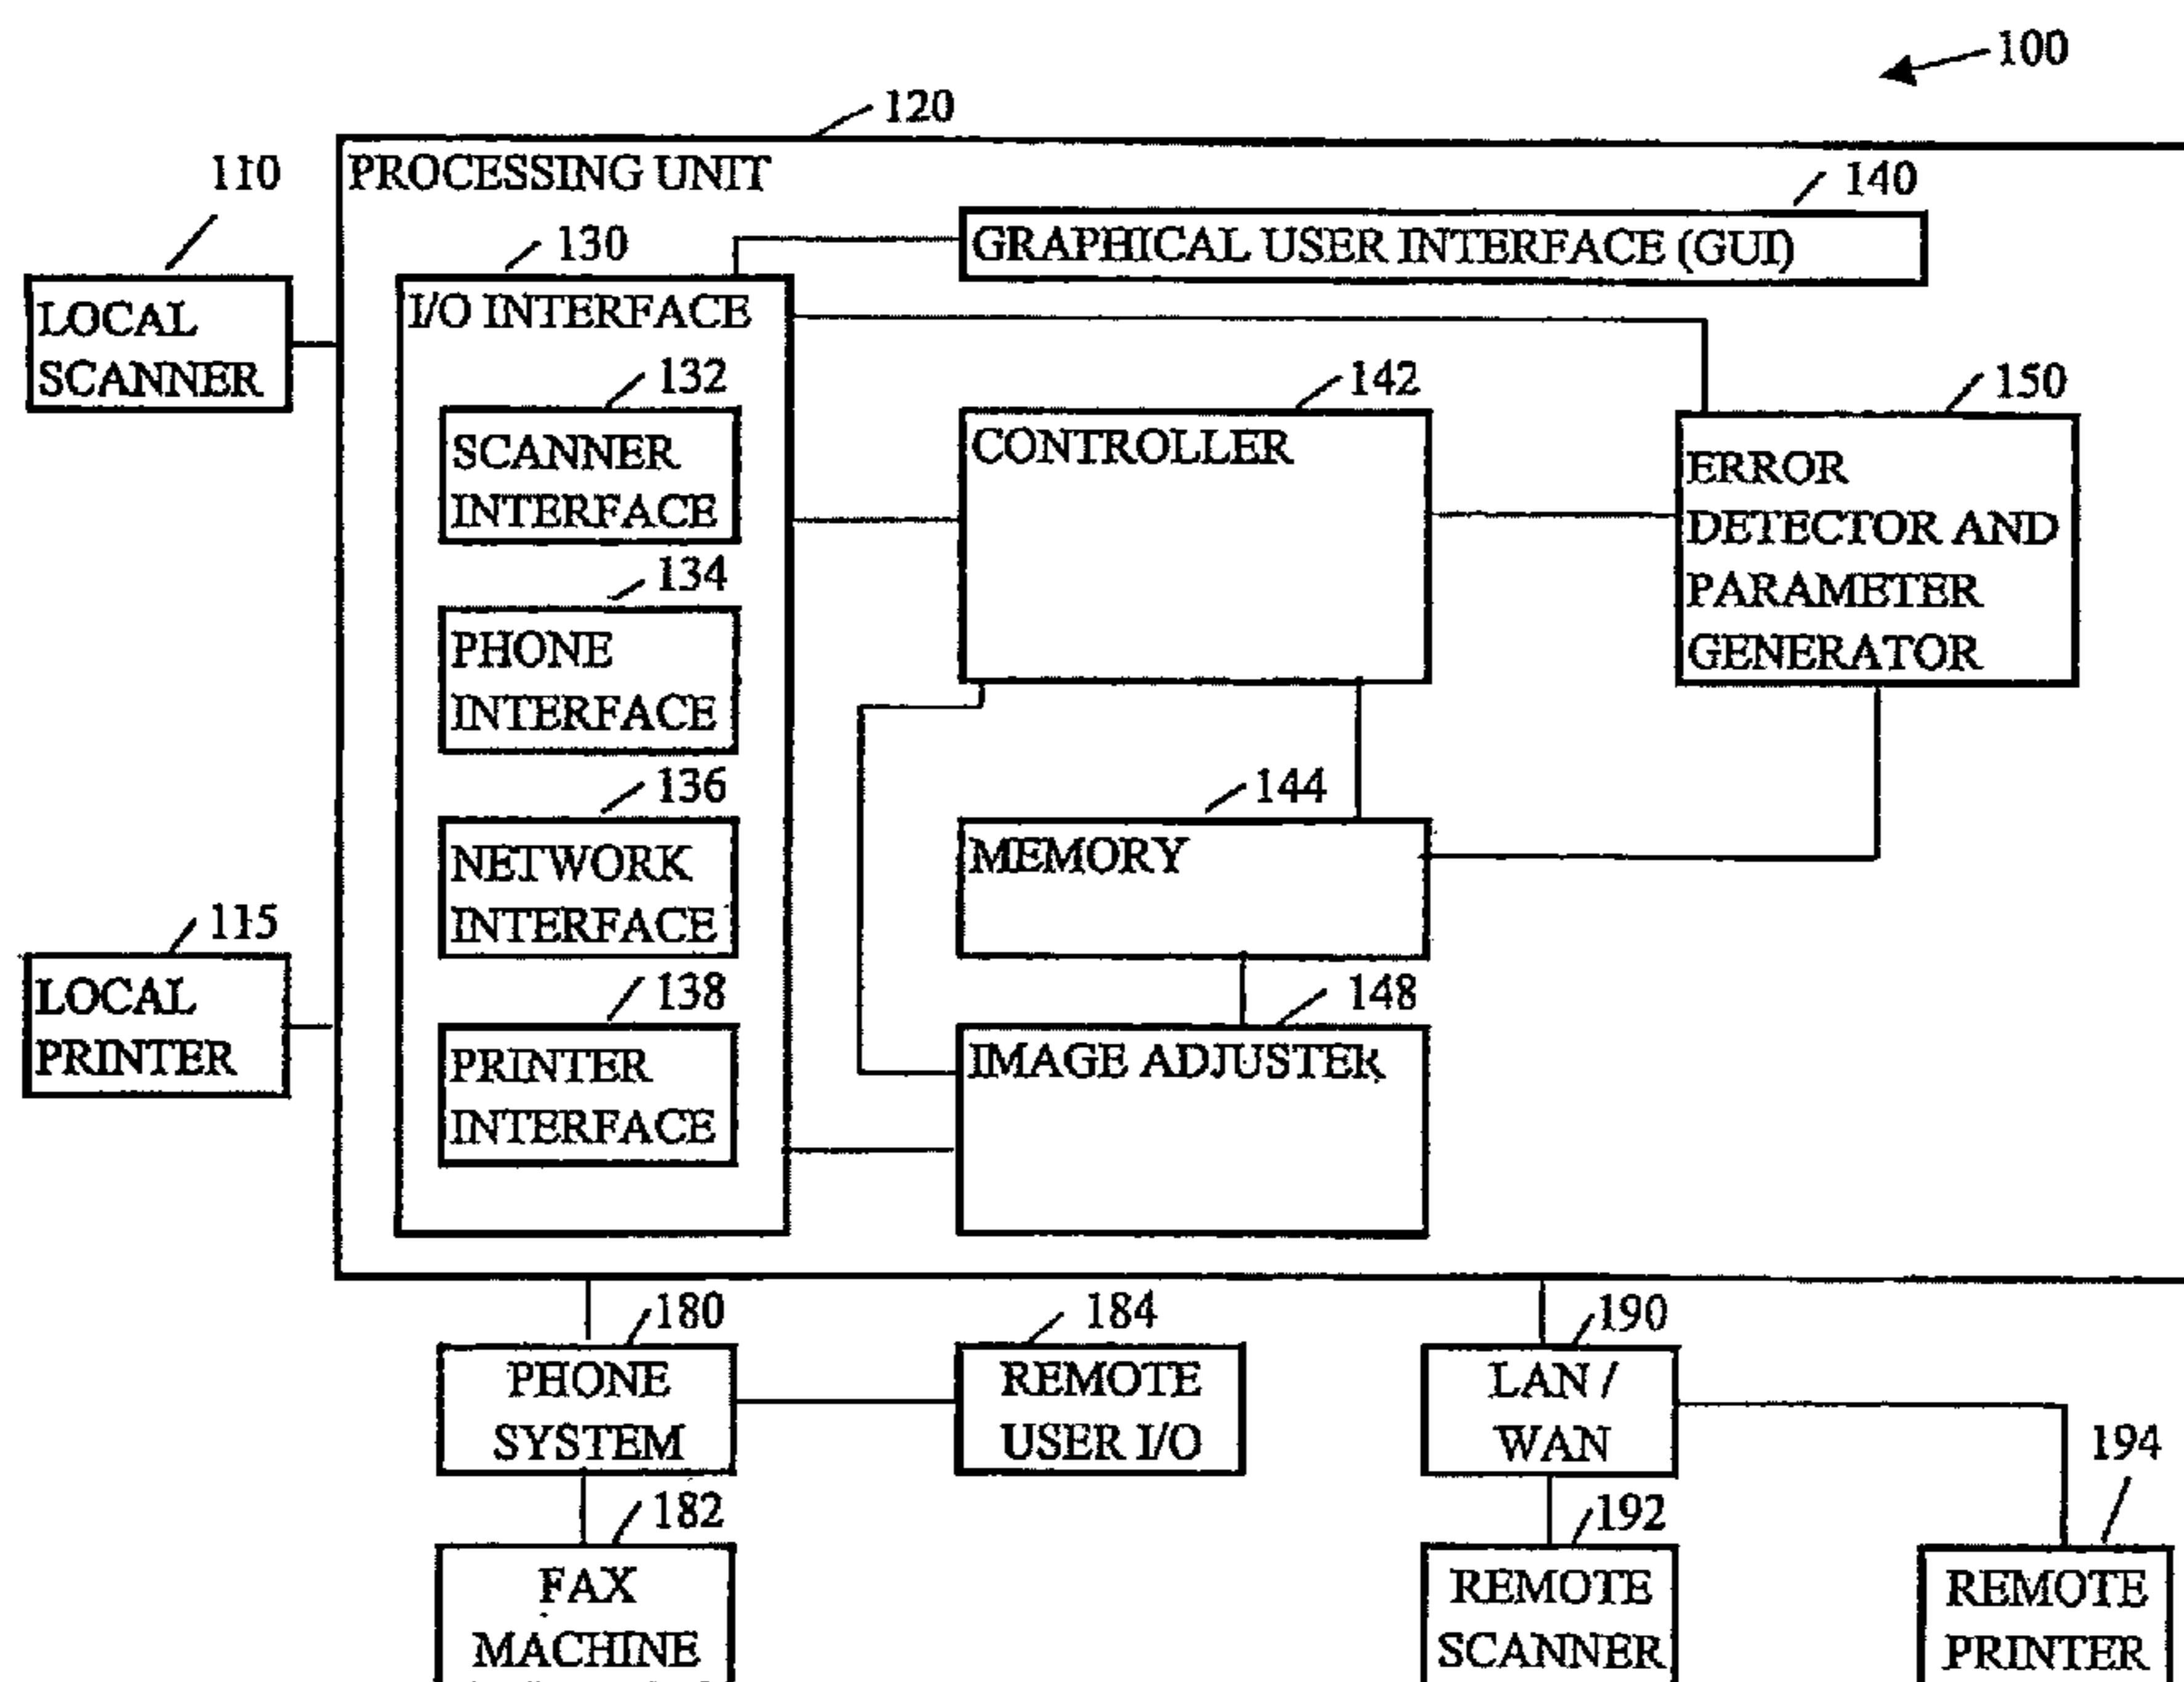 100
120
110
PROCESSING UNIT
140
GRAPHICAL USER INTERFACE (GUI)
130
I/O INTERFACE
LOCAL
SCANNER
132
SCANNER
INTERFACE
142
CONTROLLER
150
ERROR
DETECTOR AND
PARAMETER
GENERATOR
134
PHONE
INTERFACE
136
NETWORK
INTERFACE
144
MEMORY
115
LOCAL
PRINTER
138
PRINTER
INTERFACE
148
IMAGE ADJUSTER
180
PHONE
SYSTEM
184
REMOTE
USER I/O
190
LAN /
WAN
194
182
FAX
MACHINE
192
REMOTE
SCANNER
REMOTE
PRINTER